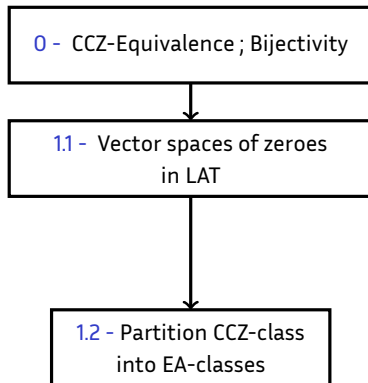 0 - CCZ-Equivalence ; Bijectivity
1.1 - Vector spaces of zeroes
in LAT
1.2 - Partition CCZ-class
into EA-classes